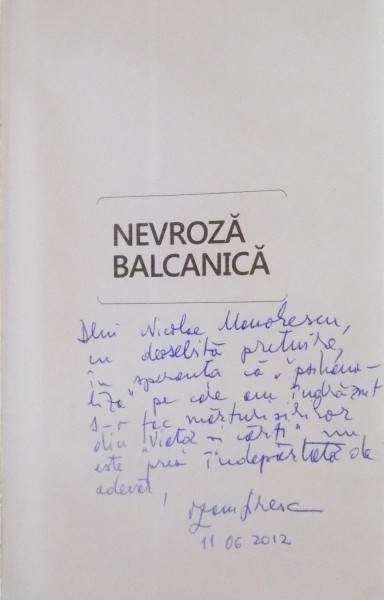 NEVROZĂ
BALCANICĂ
Dlui Nicolae Manolescu,
cu deosebită prețuire,
în speranța că "psihana-
liza" pe care am îndrăznit
s-o fac mărturisirilor
din "Viață și cărți" nu
este "prea îndepărtată de
adevăr,
11 06 2012